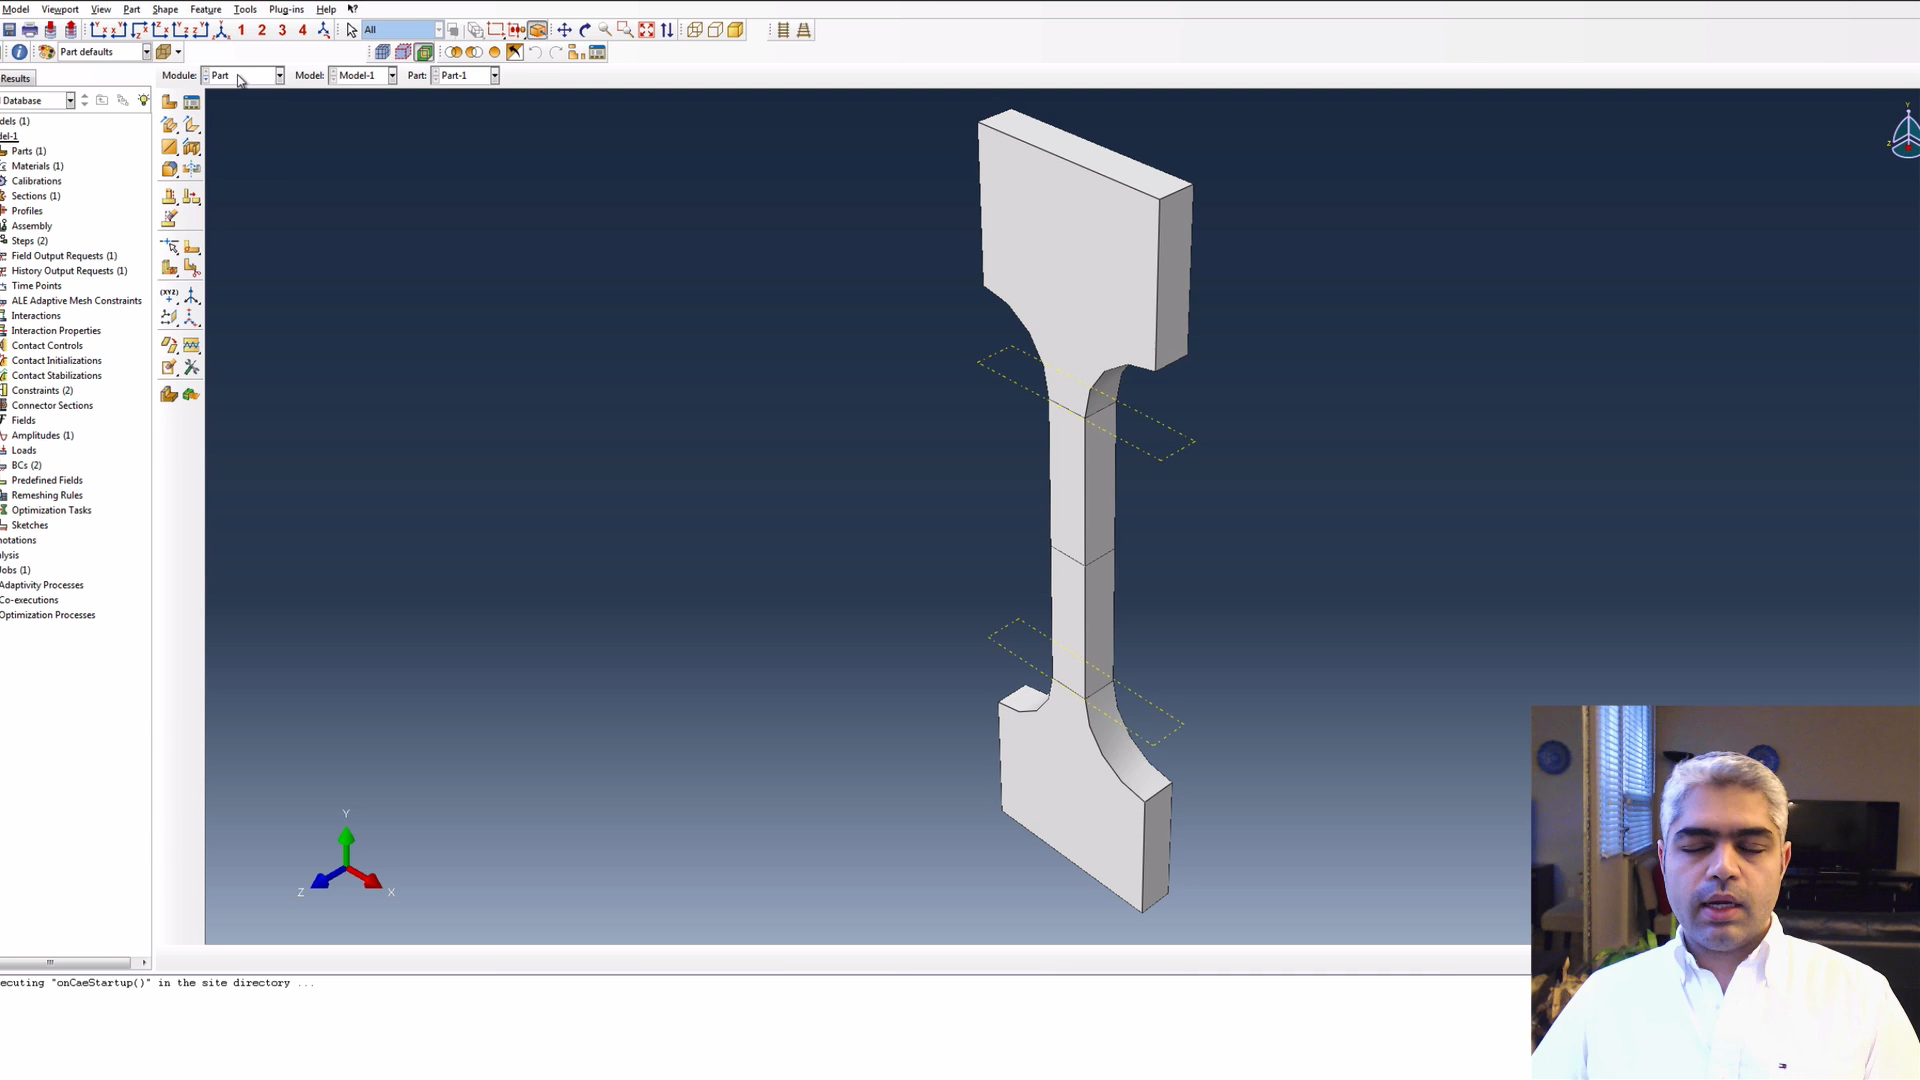 Model Viewport View Part Shape Feature Tools Plug-ins Help
1 2 3 4 All
Part defaults
Results Module: Part Model: Model-1 Part: Part-1
Database
dels (1)
del-1
Parts (1)
Materials (1)
Calibrations
Sections (1)
Profiles
Assembly
Steps (2)
Field Output Requests (1)
History Output Requests (1)
Time Points
ALE Adaptive Mesh Constraints
Interactions
Interaction Properties
Contact Controls
Contact Initializations
Contact Stabilizations
Constraints (2)
Connector Sections
Fields
Amplitudes (1)
Loads
BCs (2)
Predefined Fields
Remeshing Rules
Optimization Tasks
Sketches
notations
lysis
Jobs (1)
Adaptivity Processes
Co-executions
Optimization Processes
(XYZ)
Y
Z
Y
Z X
ecuting "onCaeStartup()" in the site directory ...